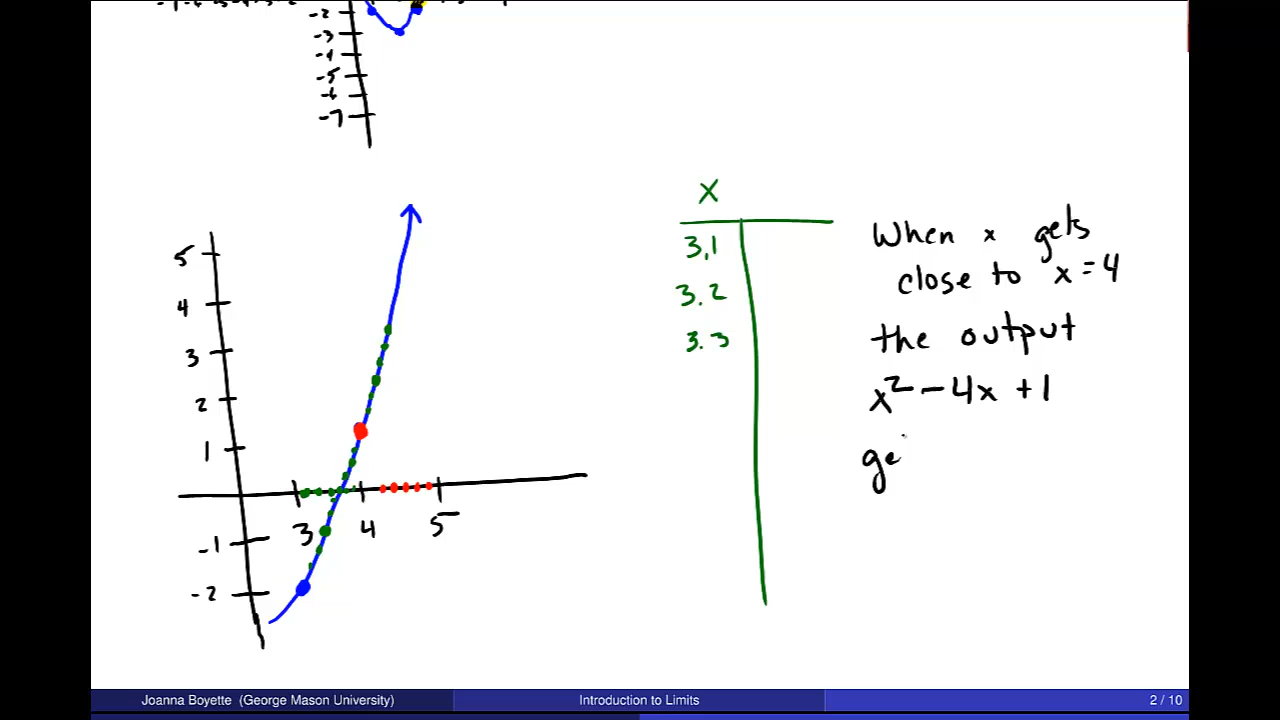 -2
-3
-4
-5
-6
-7
5
4
3
2
1
-1
-2
3 4 5
x
3,1
3.2
3.3
When x gets
close to x=4
the output
x² - 4x + 1
ge
Joanna Boyette (George Mason University) Introduction to Limits 2 / 10